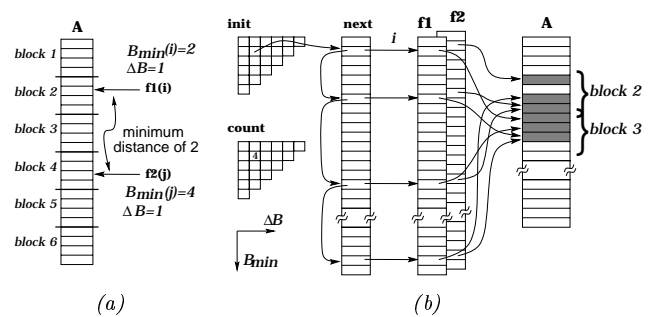 A
block 1
block 2
block 3
block 4
block 5
block 6
Bmin(i)=2
ΔB=1
f1(i)
minimum
distance of 2
f2(j)
Bmin(j)=4
ΔB=1
(a)
init
count
4
ΔB
Bmin
next
i
f1
f2
A
block 2
block 3
(b)